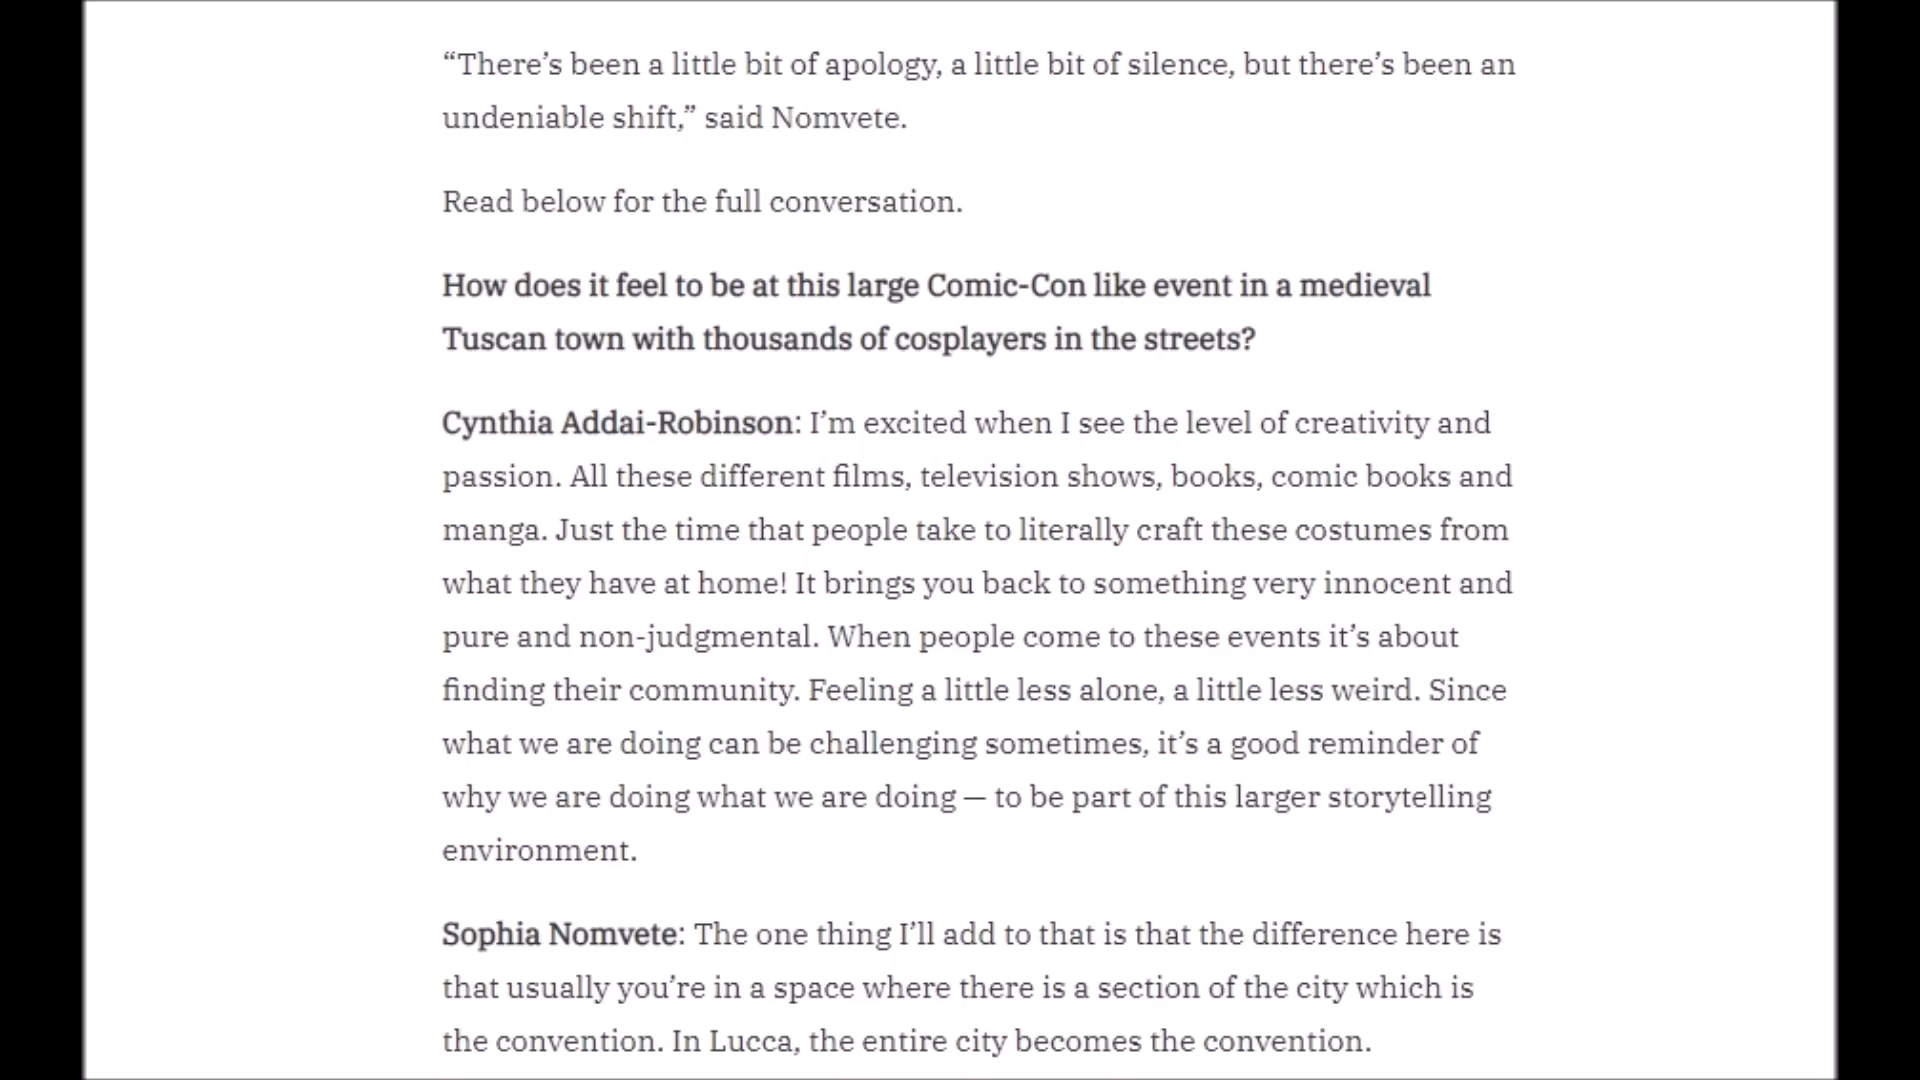 “There’s been a little bit of apology, a little bit of silence, but there’s been an
undeniable shift,” said Nomvete.
Read below for the full conversation.
How does it feel to be at this large Comic-Con like event in a medieval
Tuscan town with thousands of cosplayers in the streets?
Cynthia Addai-Robinson: I’m excited when I see the level of creativity and
passion. All these different films, television shows, books, comic books and
manga. Just the time that people take to literally craft these costumes from
what they have at home! It brings you back to something very innocent and
pure and non-judgmental. When people come to these events it’s about
finding their community. Feeling a little less alone, a little less weird. Since
what we are doing can be challenging sometimes, it’s a good reminder of
why we are doing what we are doing — to be part of this larger storytelling
environment.
Sophia Nomvete: The one thing I’ll add to that is that the difference here is
that usually you’re in a space where there is a section of the city which is
the convention. In Lucca, the entire city becomes the convention.